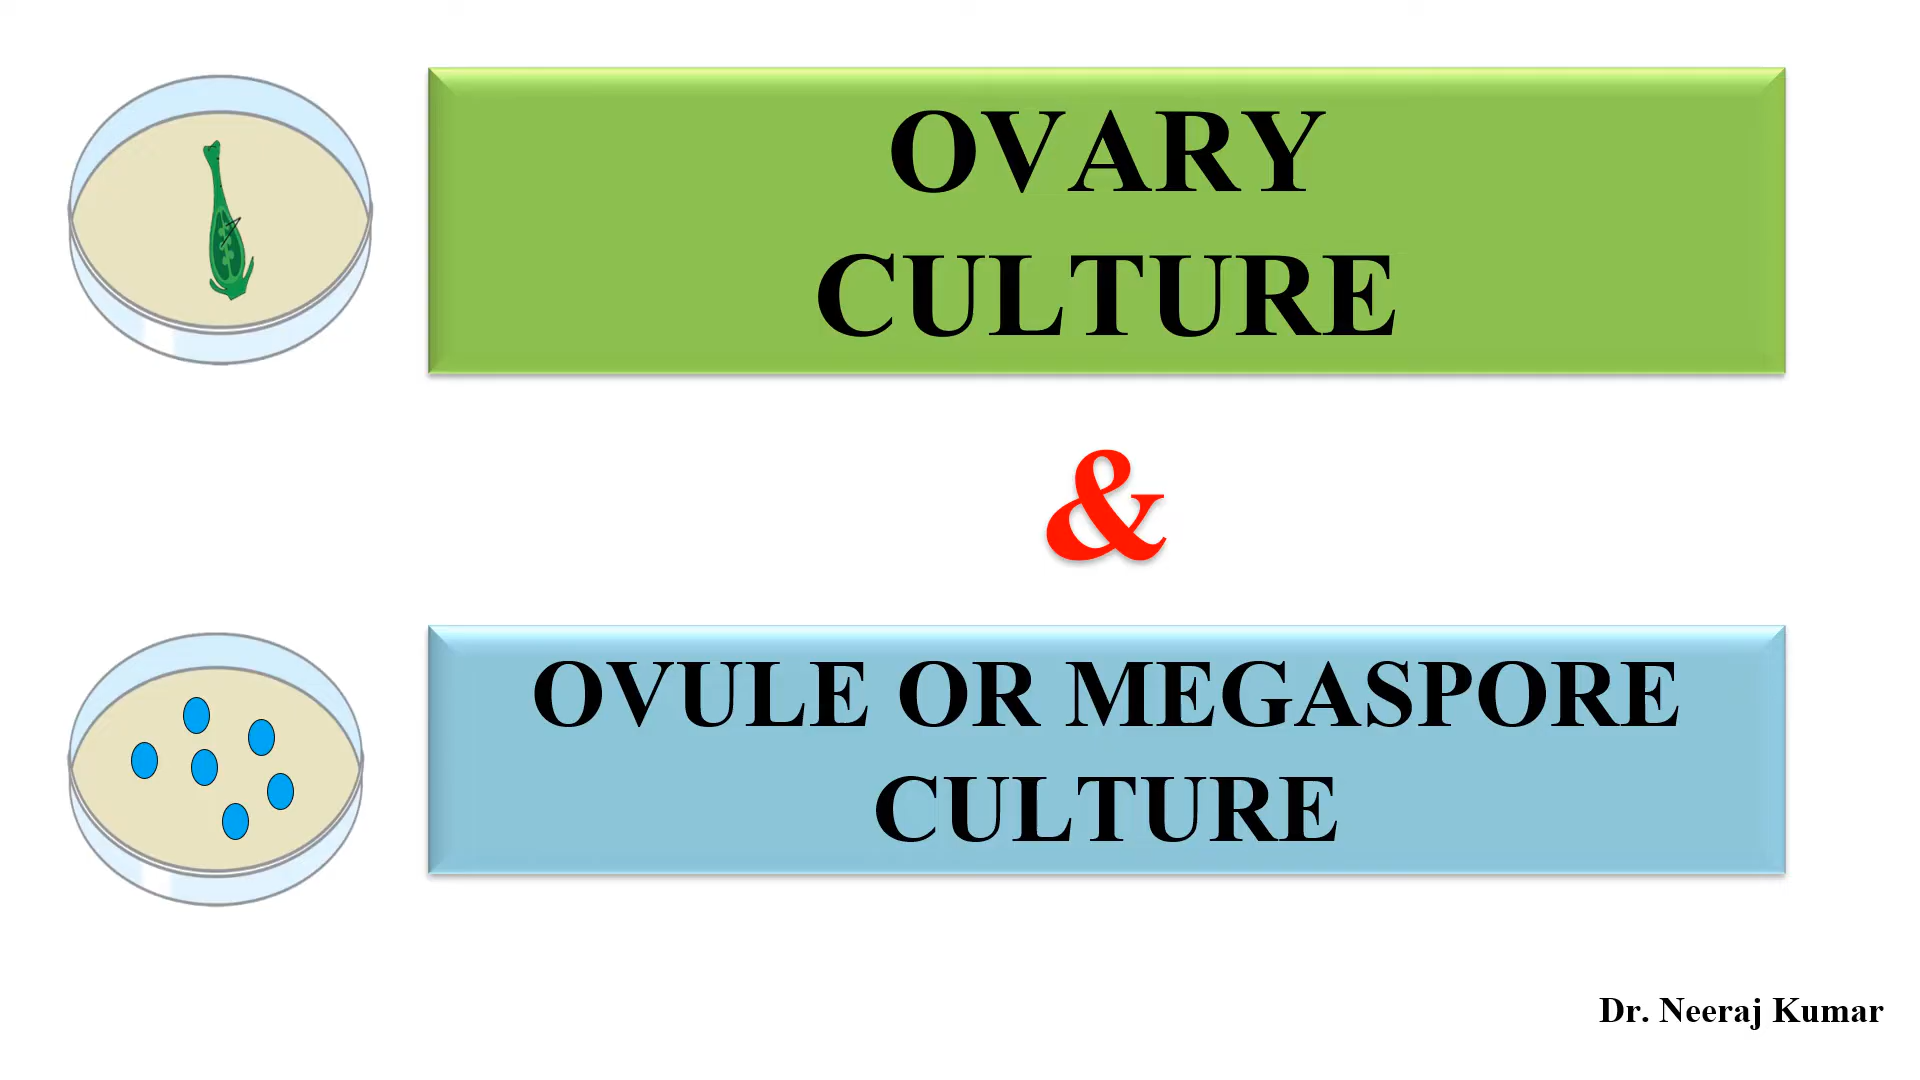 OVARY
CULTURE
&
OVULE OR MEGASPORE
CULTURE
Dr. Neeraj Kumar